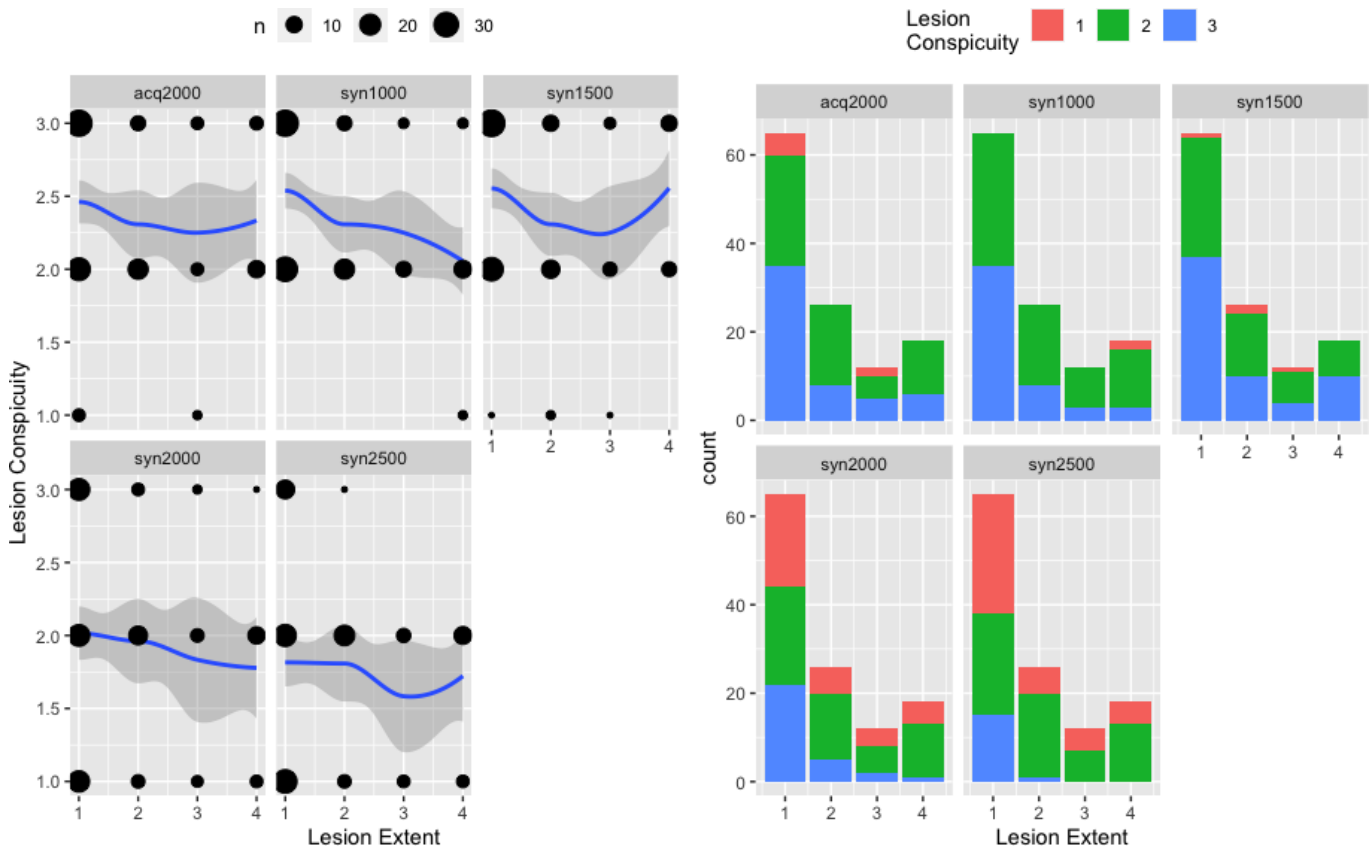 n 10 20 30
acq2000 syn1000 syn1500
3.0
2.5
2.0
1.5
1.0
1 2 3 4
syn2000 syn2500
3.0
2.5
2.0
1.5
1.0
1 2 3 4 1 2 3 4
Lesion Conspicuity
Lesion Extent
Lesion
Conspicuity 1 2 3
acq2000 syn1000 syn1500
60
40
20
0
1 2 3 4
syn2000 syn2500
60
40
20
0
1 2 3 4 1 2 3 4
count
Lesion Extent